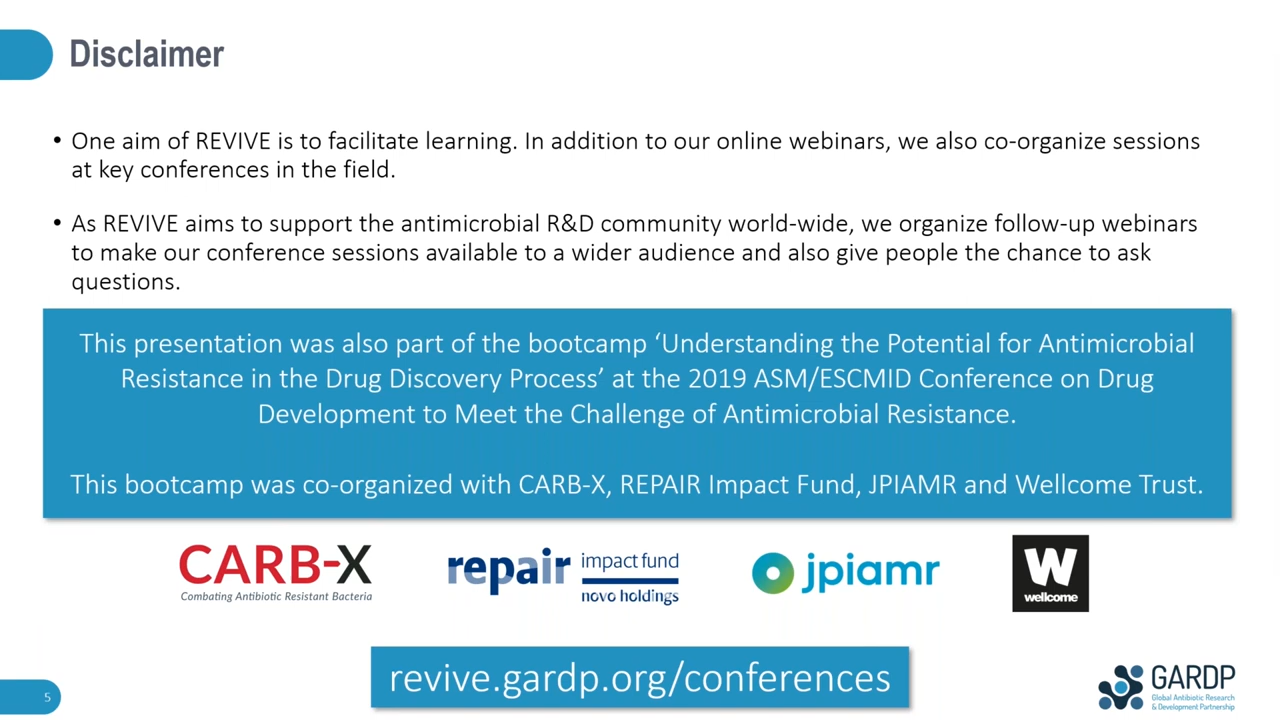 Disclaimer
• One aim of REVIVE is to facilitate learning. In addition to our online webinars, we also co-organize sessions
at key conferences in the field.
• As REVIVE aims to support the antimicrobial R&D community world-wide, we organize follow-up webinars
to make our conference sessions available to a wider audience and also give people the chance to ask
questions.
This presentation was also part of the bootcamp ‘Understanding the Potential for Antimicrobial
Resistance in the Drug Discovery Process’ at the 2019 ASM/ESCMID Conference on Drug
Development to Meet the Challenge of Antimicrobial Resistance.
This bootcamp was co-organized with CARB-X, REPAIR Impact Fund, JPIAMR and Wellcome Trust.
CARB-X
Combating Antibiotic Resistant Bacteria
repair impact fund
novo holdings
jpiamr
W
wellcome
revive.gardp.org/conferences
5
GARDP
Global Antibiotic Research
& Development Partnership